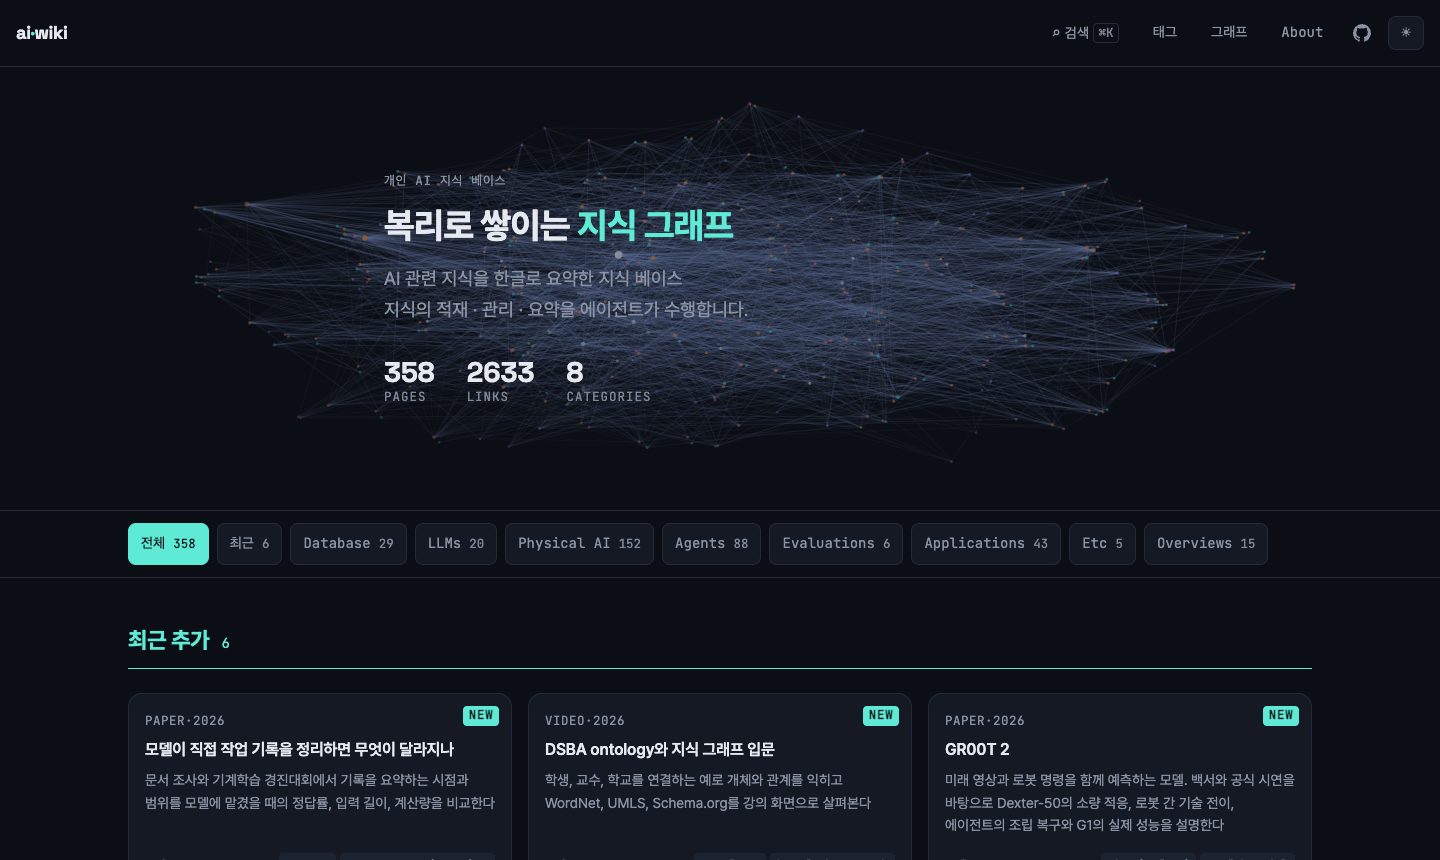 ai·wiki
검색 ⌘K 태그 그래프 About
개인 AI 지식 베이스
복리로 쌓이는 지식 그래프
AI 관련 지식을 한글로 요약한 지식 베이스
지식의 적재 · 관리 · 요약을 에이전트가 수행합니다.
358 2633 8
PAGES LINKS CATEGORIES
전체 358 최근 6 Database 29 LLMs 20 Physical AI 152 Agents 88 Evaluations 6 Applications 43 Etc 5 Overviews 15
최근 추가 6
PAPER·2026 NEW
모델이 직접 작업 기록을 정리하면 무엇이 달라지나
문서 조사와 기계학습 경진대회에서 기록을 요약하는 시점과
범위를 모델에 맡겼을 때의 정답률, 입력 길이, 계산량을 비교한다
VIDEO·2026 NEW
DSBA ontology와 지식 그래프 입문
학생, 교수, 학교를 연결하는 예로 개체와 관계를 익히고
WordNet, UMLS, Schema.org를 강의 화면으로 살펴본다
PAPER·2026 NEW
GR00T 2
미래 영상과 로봇 명령을 함께 예측하는 모델. 백서와 공식 시연을
바탕으로 Dexter-50의 소량 적응, 로봇 간 기술 전이,
에이전트의 조립 복구와 G1의 실제 성능을 설명한다